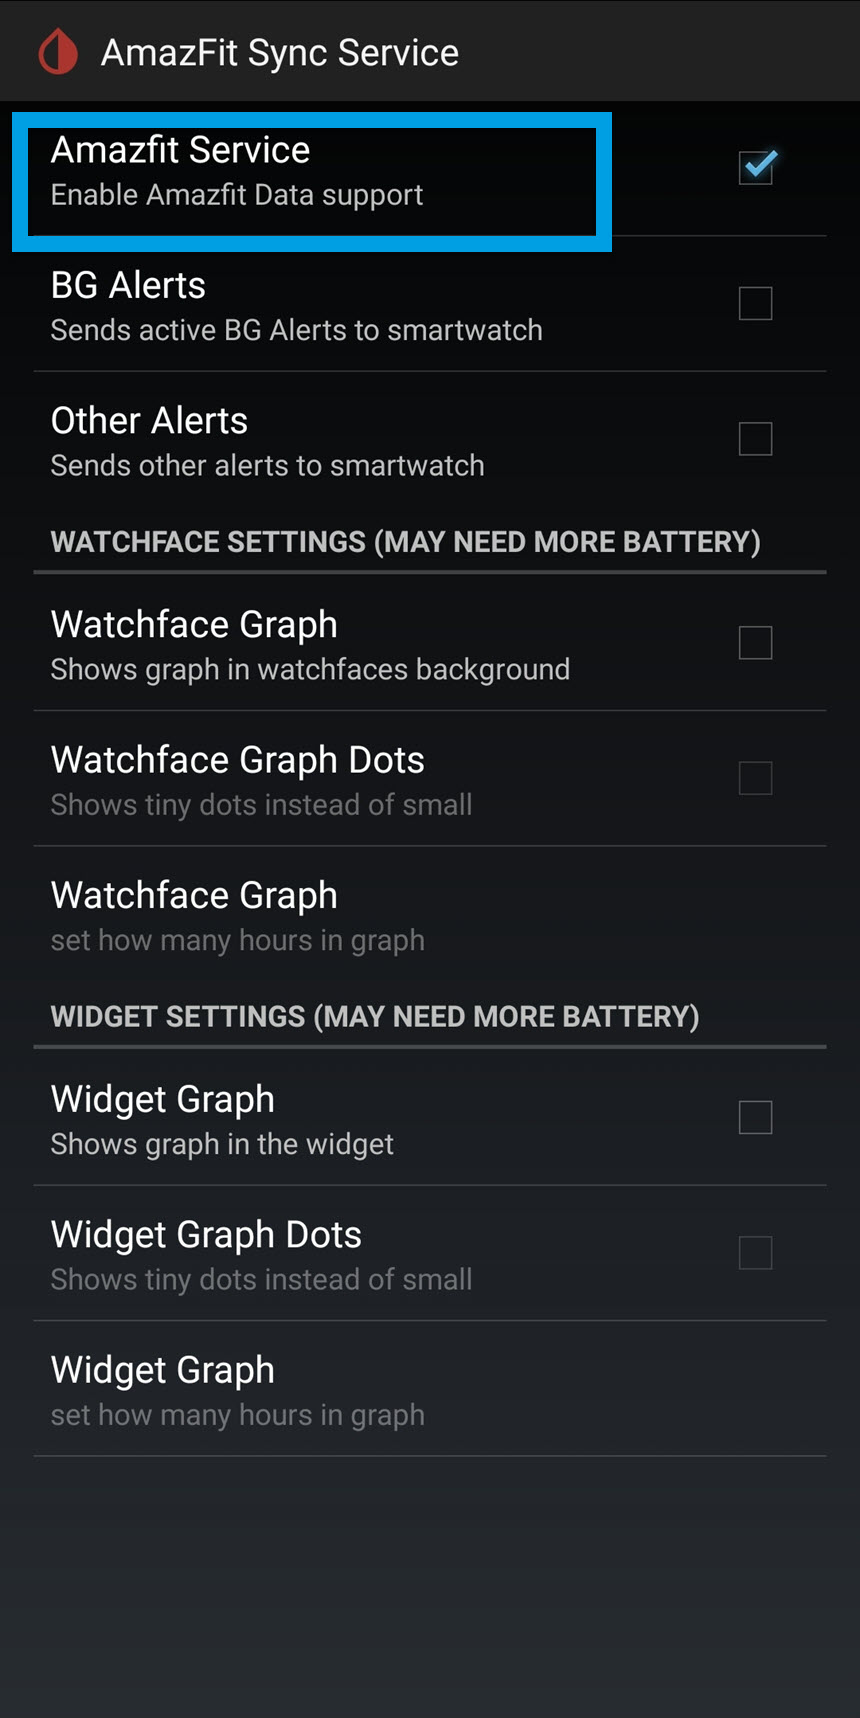 AmazFit Sync Service
Amazfit Service
Enable Amazfit Data support
BG Alerts
Sends active BG Alerts to smartwatch
Other Alerts
Sends other alerts to smartwatch
WATCHFACE SETTINGS (MAY NEED MORE BATTERY)
Watchface Graph
Shows graph in watchfaces background
Watchface Graph Dots
Shows tiny dots instead of small
Watchface Graph
set how many hours in graph
WIDGET SETTINGS (MAY NEED MORE BATTERY)
Widget Graph
Shows graph in the widget
Widget Graph Dots
Shows tiny dots instead of small
Widget Graph
set how many hours in graph